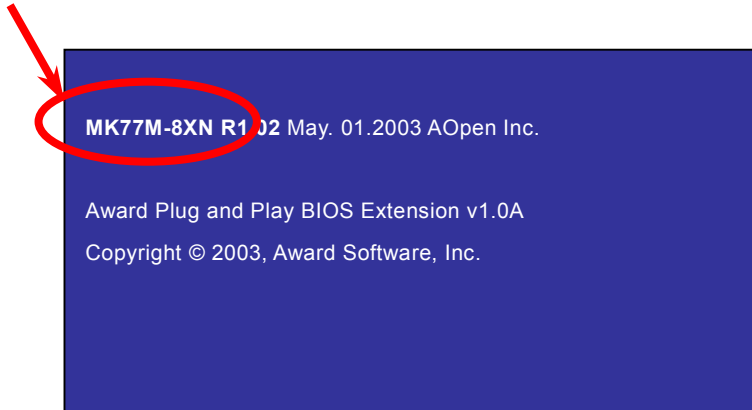 MK77M-8XN R1.02 May. 01.2003 AOpen Inc.
Award Plug and Play BIOS Extension v1.0A
Copyright © 2003, Award Software, Inc.